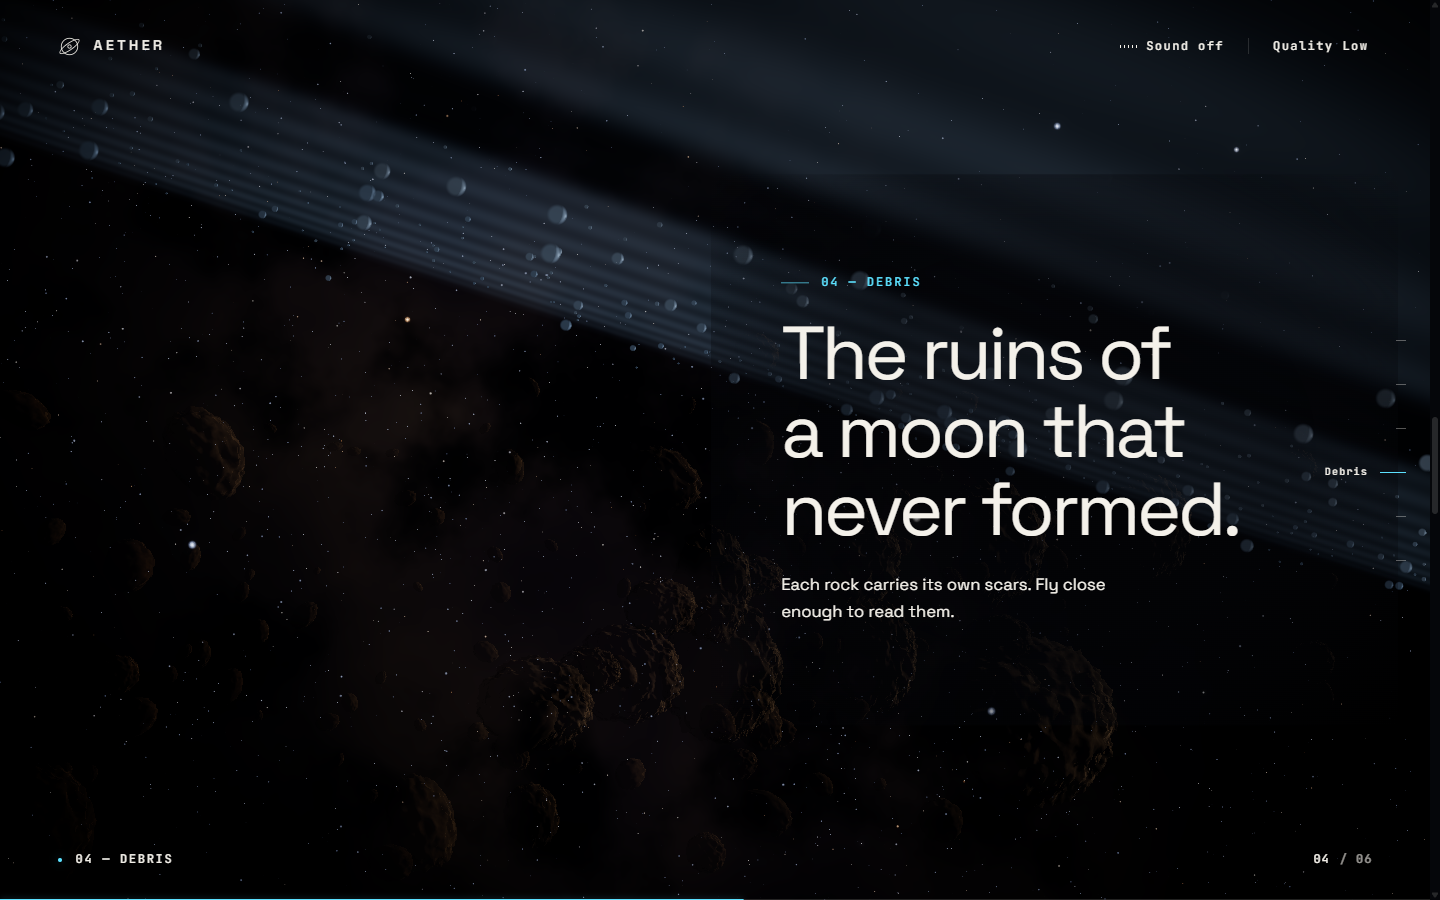 AETHER
Sound off
Quality Low
04 — DEBRIS
The ruins of
a moon that
never formed.
Debris
Each rock carries its own scars. Fly close
enough to read them.
04 — DEBRIS
04 / 06